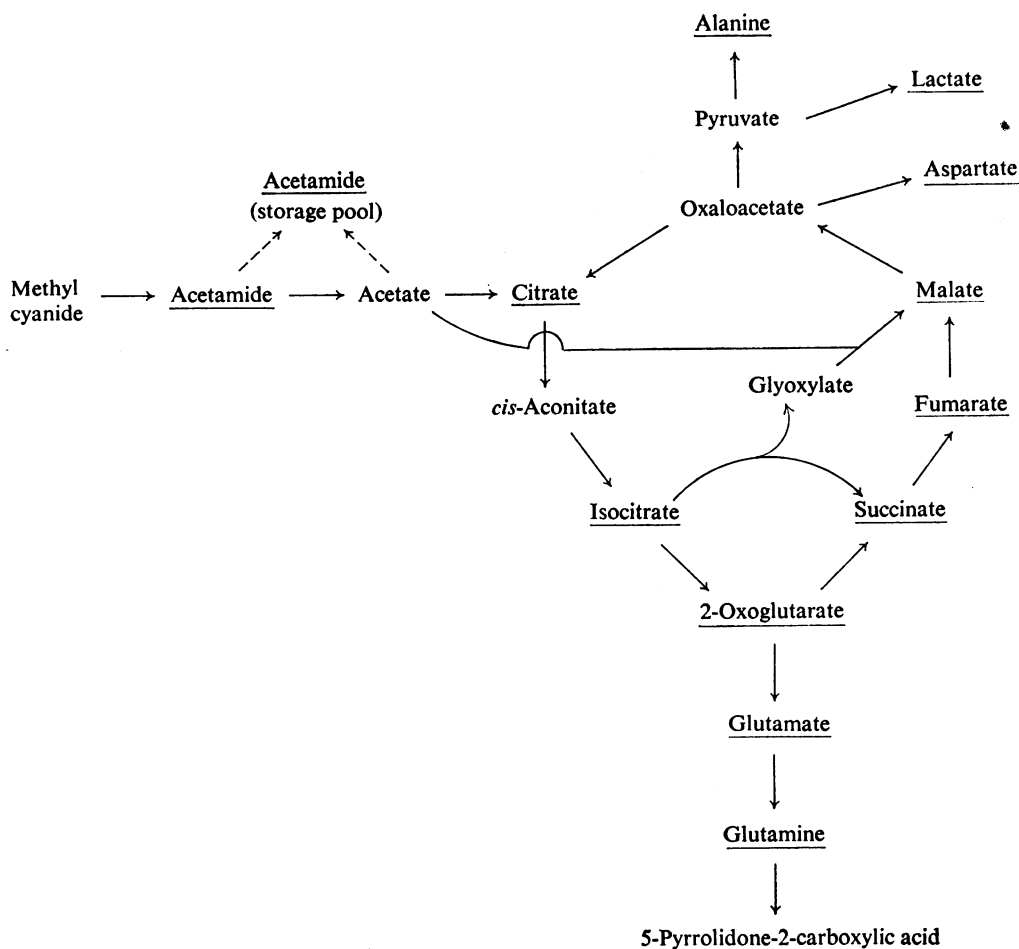 Alanine
Lactate
Pyruvate
Aspartate
Acetamide
(storage pool)
Oxaloacetate
Methyl
cyanide
Acetamide
Acetate
Citrate
Malate
Glyoxylate
cis-Aconitate
Fumarate
Isocitrate
Succinate
2-Oxoglutarate
Glutamate
Glutamine
5-Pyrrolidone-2-carboxylic acid